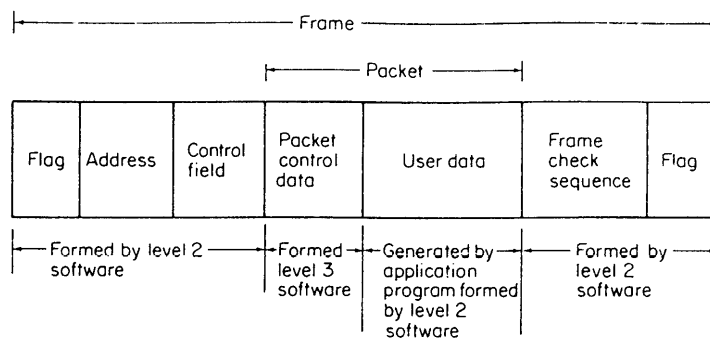 Frame
Packet
Flag
Address
Control
field
Packet
control
data
User data
Frame
check
sequence
Flag
Formed by level 2
software
Formed
level 3
software
Generated by
application
program formed
by level 2
software
Formed by
level 2
software